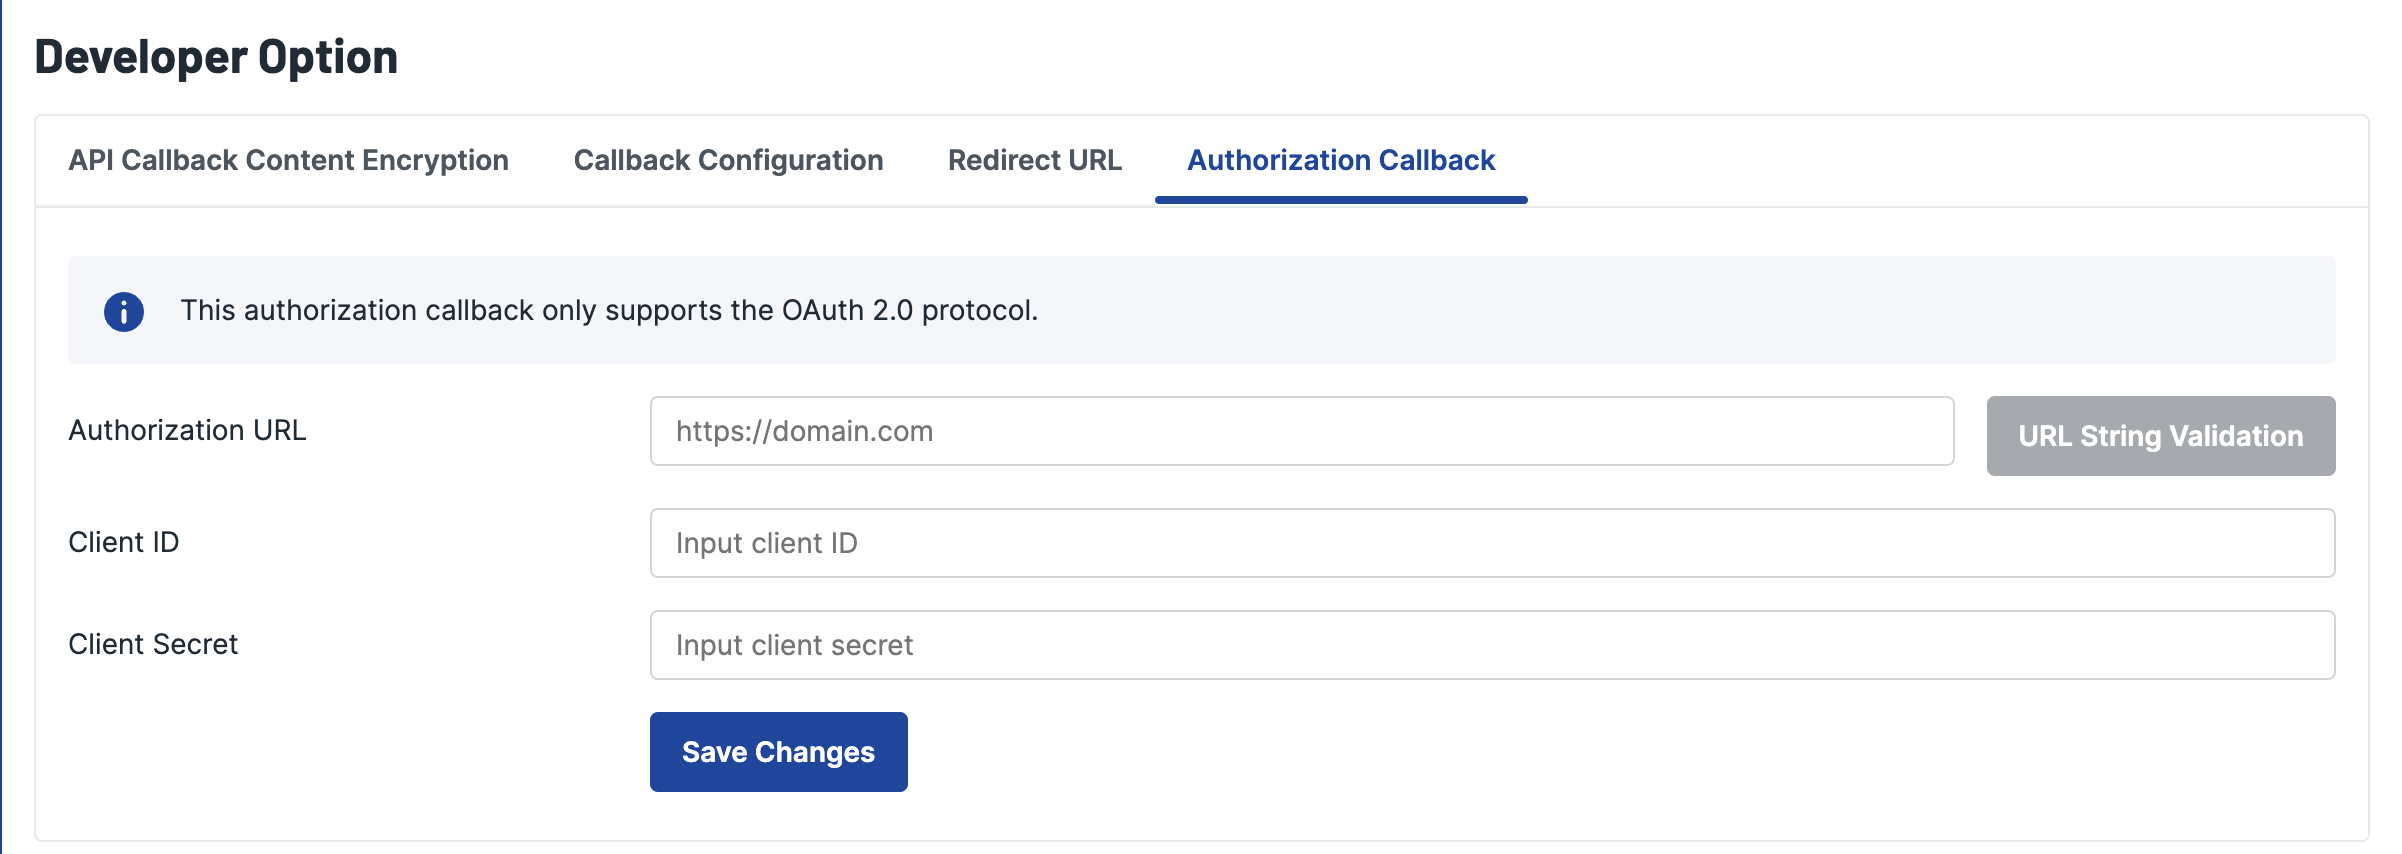 Developer Option
API Callback Content Encryption
Callback Configuration
Redirect URL
Authorization Callback
This authorization callback only supports the OAuth 2.0 protocol.
Authorization URL
https://domain.com
URL String Validation
Client ID
Input client ID
Client Secret
Input client secret
Save Changes